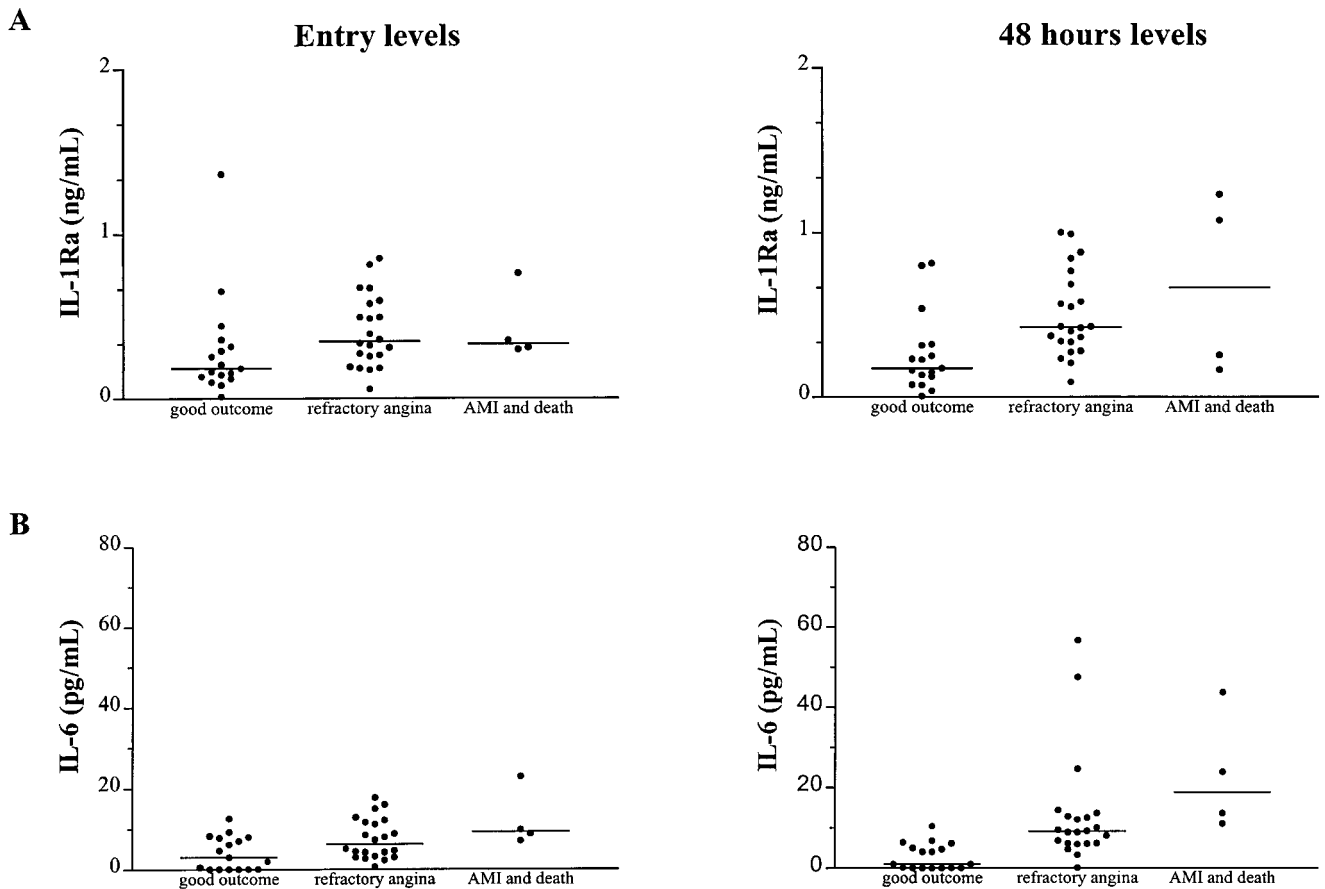 A
Entry levels
48 hours levels
IL-1Ra (ng/mL)
2
1
0
good outcome refractory angina AMI and death
IL-1Ra (ng/mL)
2
1
0
good outcome refractory angina AMI and death
B
IL-6 (pg/mL)
80
60
40
20
0
good outcome refractory angina AMI and death
IL-6 (pg/mL)
80
60
40
20
0
good outcome refractory angina AMI and death